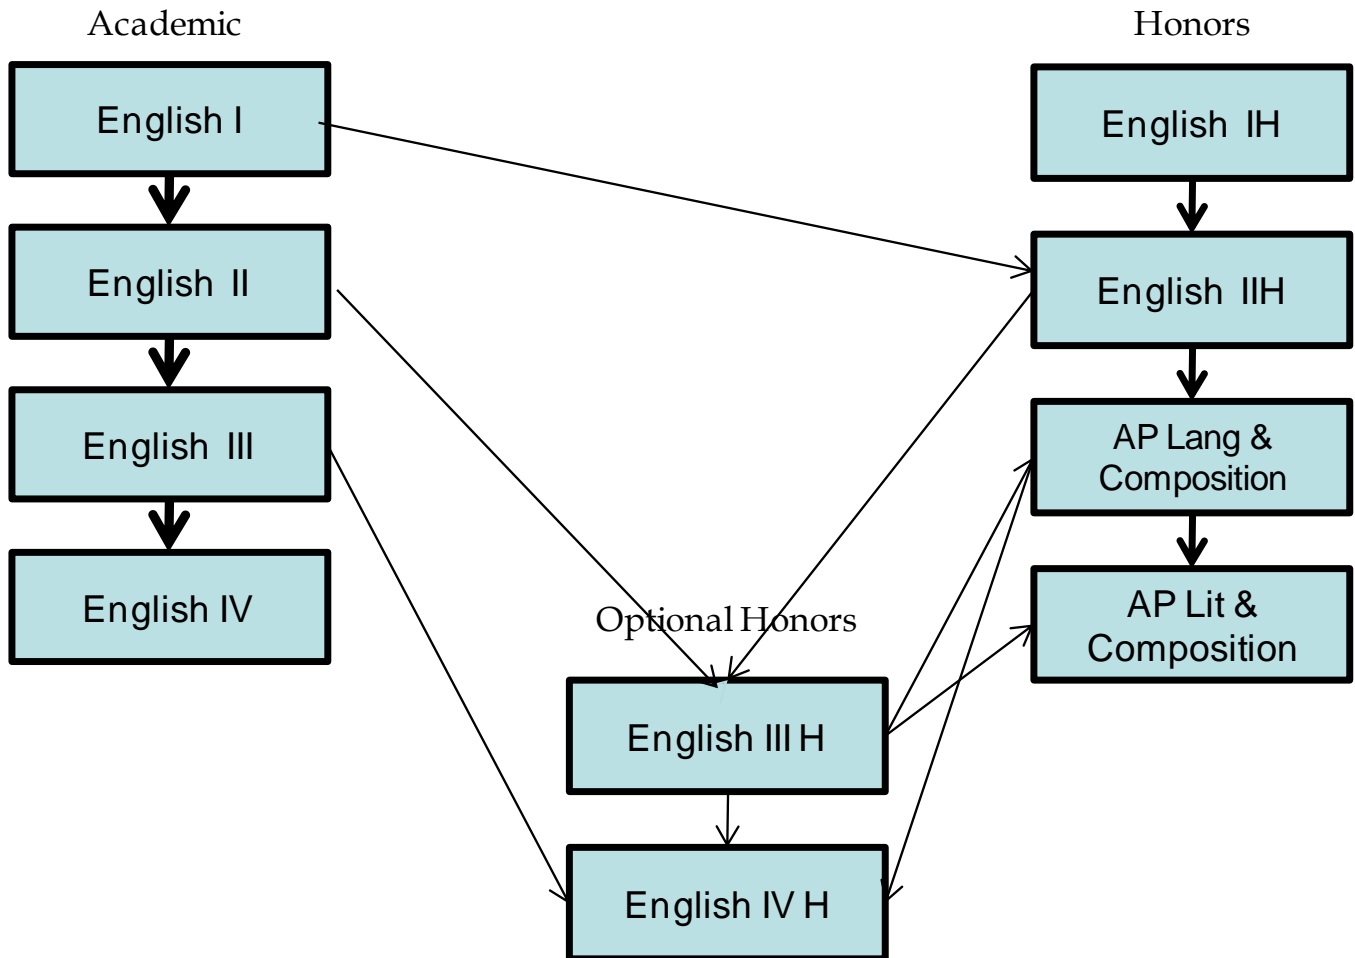 Academic
Honors
English I
English IH
English II
English IIH
English III
AP Lang &
Composition
English IV
AP Lit &
Composition
Optional Honors
English III H
English IV H